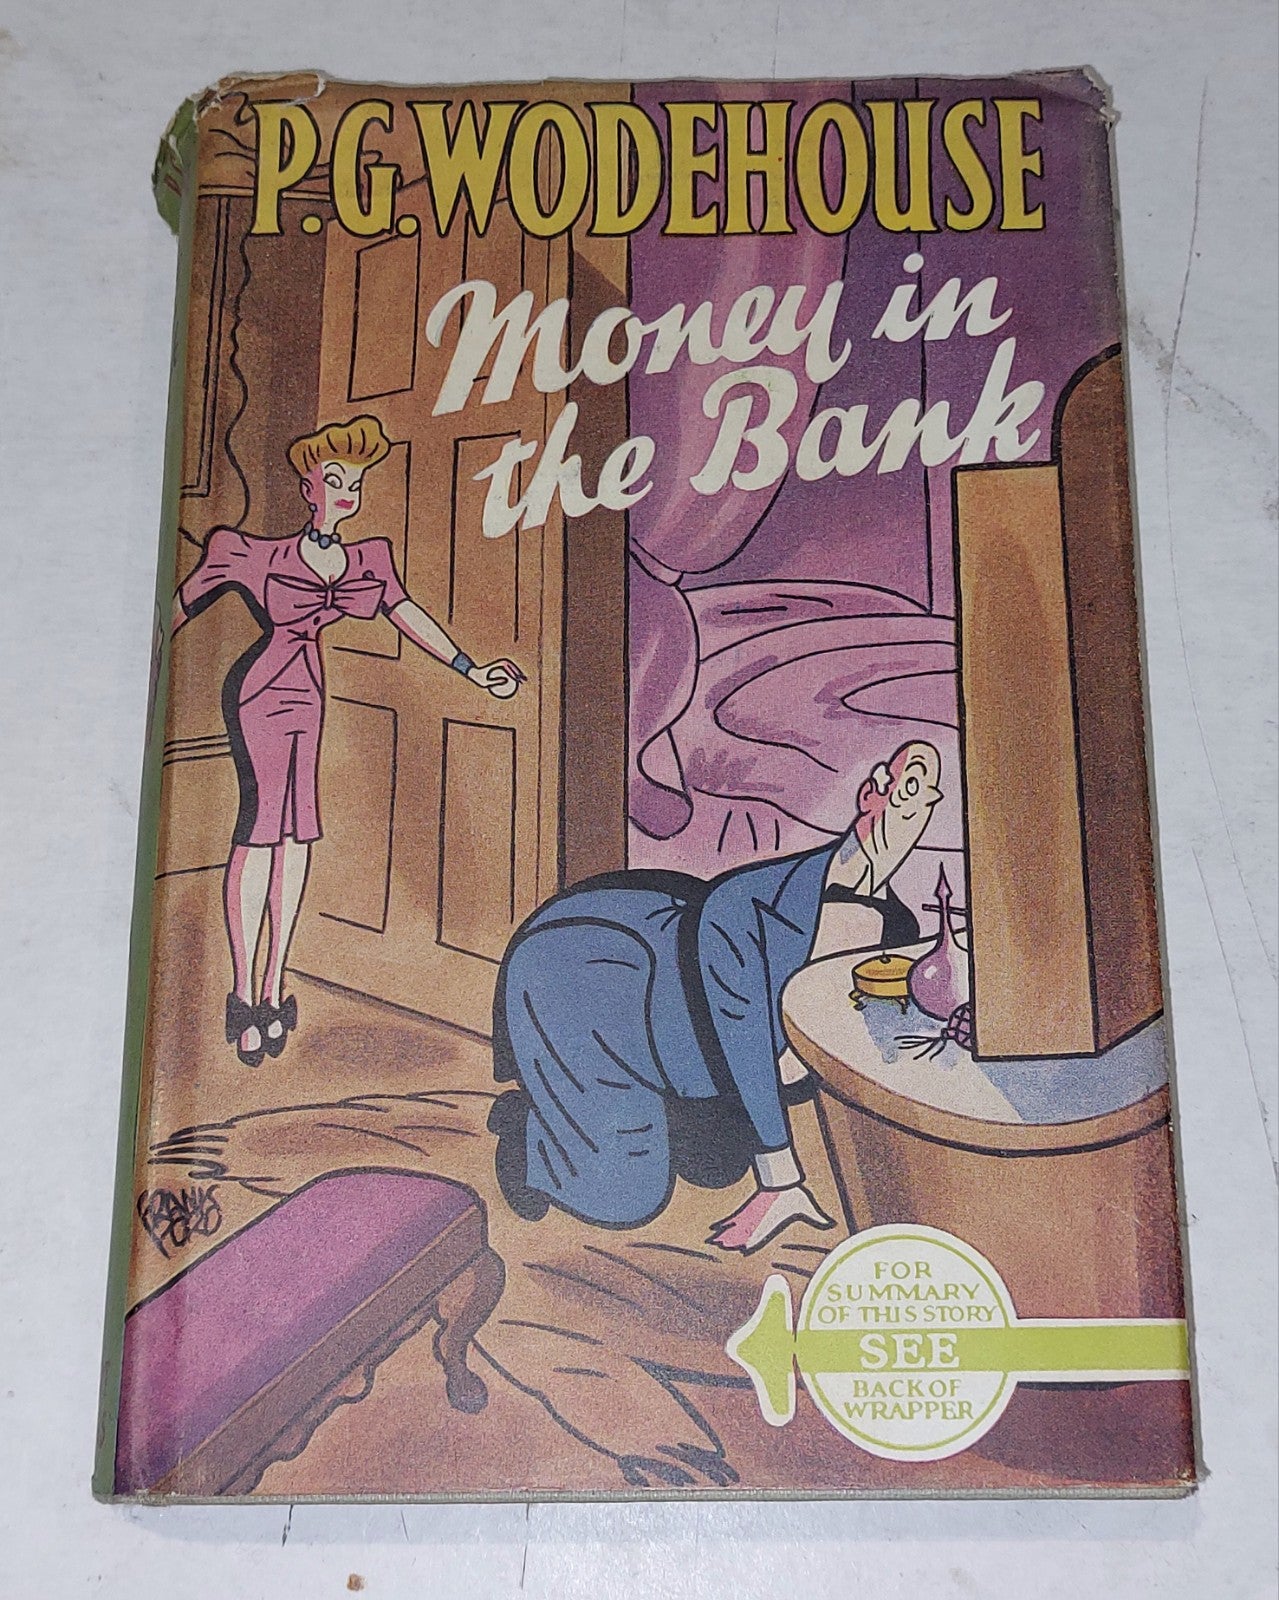 P.G.WODEHOUSE
Money in
the Bank
FOR
SUMMARY
OF THIS STORY
SEE
BACK OF
WRAPPER